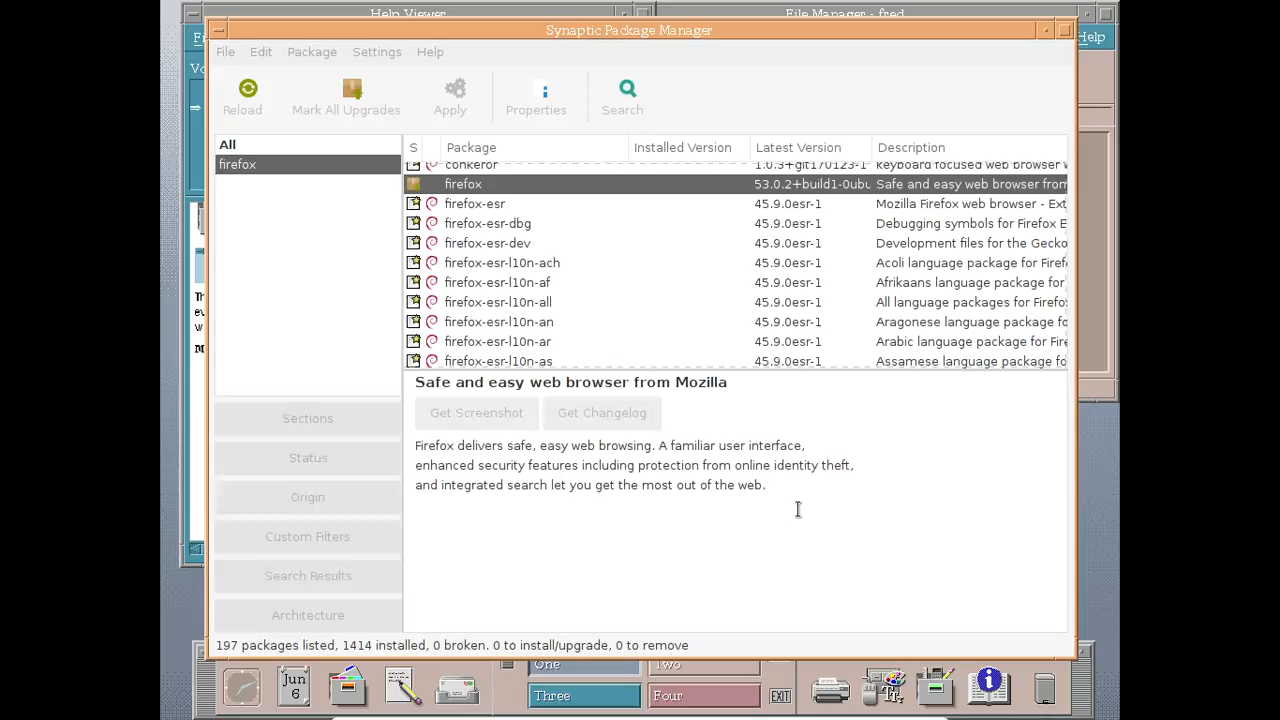 Help Viewer
File Manager - fred
Synaptic Package Manager
Help
File Edit Package Settings Help
Reload
Mark All Upgrades
Apply
Properties
Search
All
firefox
S Package Installed Version Latest Version Description
conkeror 1.0.3+git170123-1 keyboard focused web browser
firefox 53.0.2+build1-0ubu Safe and easy web browser from
firefox-esr 45.9.0esr-1 Mozilla Firefox web browser - Ext
firefox-esr-dbg 45.9.0esr-1 Debugging symbols for Firefox E
firefox-esr-dev 45.9.0esr-1 Development files for the Gecko
firefox-esr-l10n-ach 45.9.0esr-1 Acoli language package for Firef
firefox-esr-l10n-af 45.9.0esr-1 Afrikaans language package for
firefox-esr-l10n-all 45.9.0esr-1 All language packages for Firefo
firefox-esr-l10n-an 45.9.0esr-1 Aragonese language package fo
firefox-esr-l10n-ar 45.9.0esr-1 Arabic language package for Fire
firefox-esr-l10n-as 45.9.0esr-1 Assamese language package fo
Safe and easy web browser from Mozilla
Get Screenshot
Get Changelog
Firefox delivers safe, easy web browsing. A familiar user interface,
enhanced security features including protection from online identity theft,
and integrated search let you get the most out of the web.
Sections
Status
Origin
Custom Filters
Search Results
Architecture
197 packages listed, 1414 installed, 0 broken. 0 to install/upgrade, 0 to remove
One
Two
Three
Four
EXIT
Jun
6